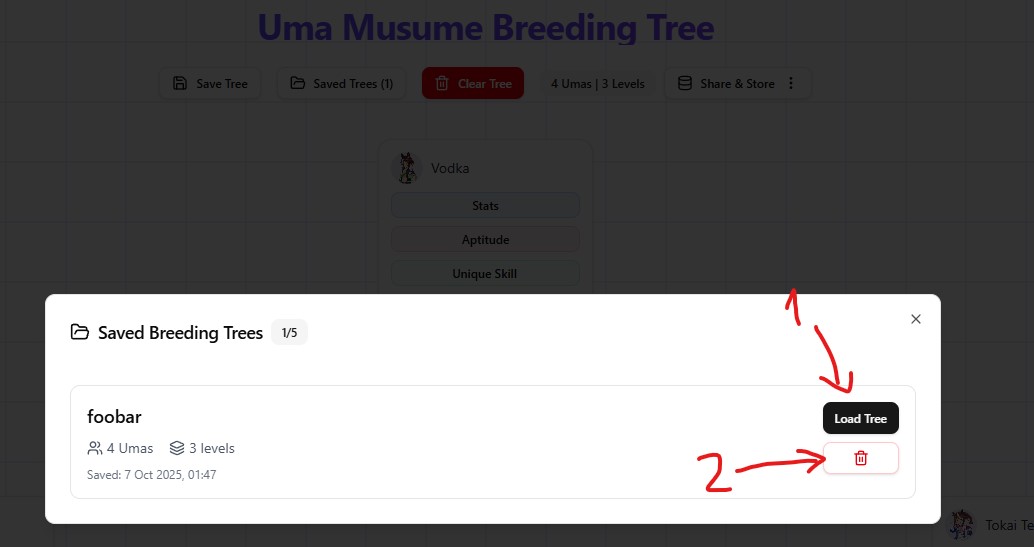 Uma Musume Breeding Tree
Save Tree
Saved Trees (1)
Clear Tree
4 Umas | 3 Levels
Share & Store
Vodka
Stats
Aptitude
Unique Skill
1
Saved Breeding Trees
1/5
foobar
Load Tree
4 Umas
3 levels
2
Saved: 7 Oct 2025, 01:47
Tokai Te